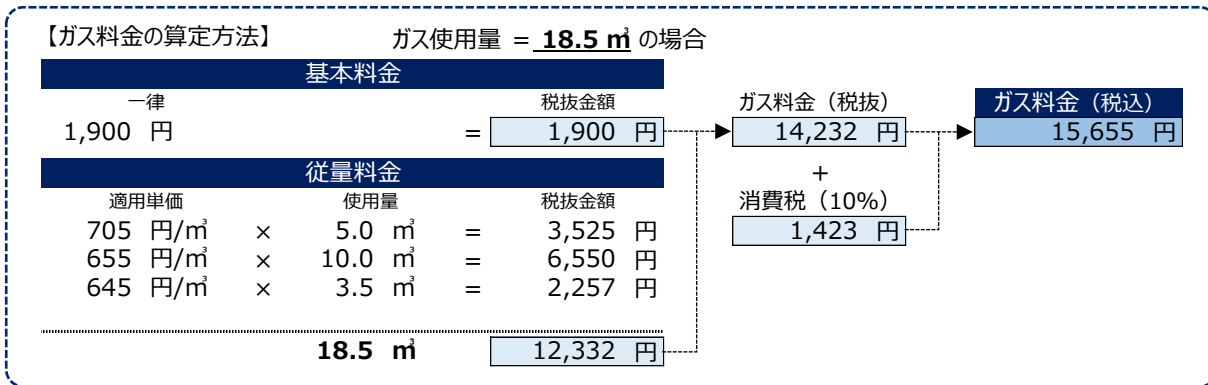 【ガス料金の算定方法】 ガス使用量 = 18.5 ㎥ の場合
基本料金
一律 税抜金額
1,900 円 = 1,900 円
従量料金
適用単価 使用量 税抜金額
705 円/㎥ × 5.0 ㎥ = 3,525 円
655 円/㎥ × 10.0 ㎥ = 6,550 円
645 円/㎥ × 3.5 ㎥ = 2,257 円
18.5 ㎥ 12,332 円
ガス料金（税抜）
14,232 円
+
消費税（10%）
1,423 円
ガス料金（税込）
15,655 円